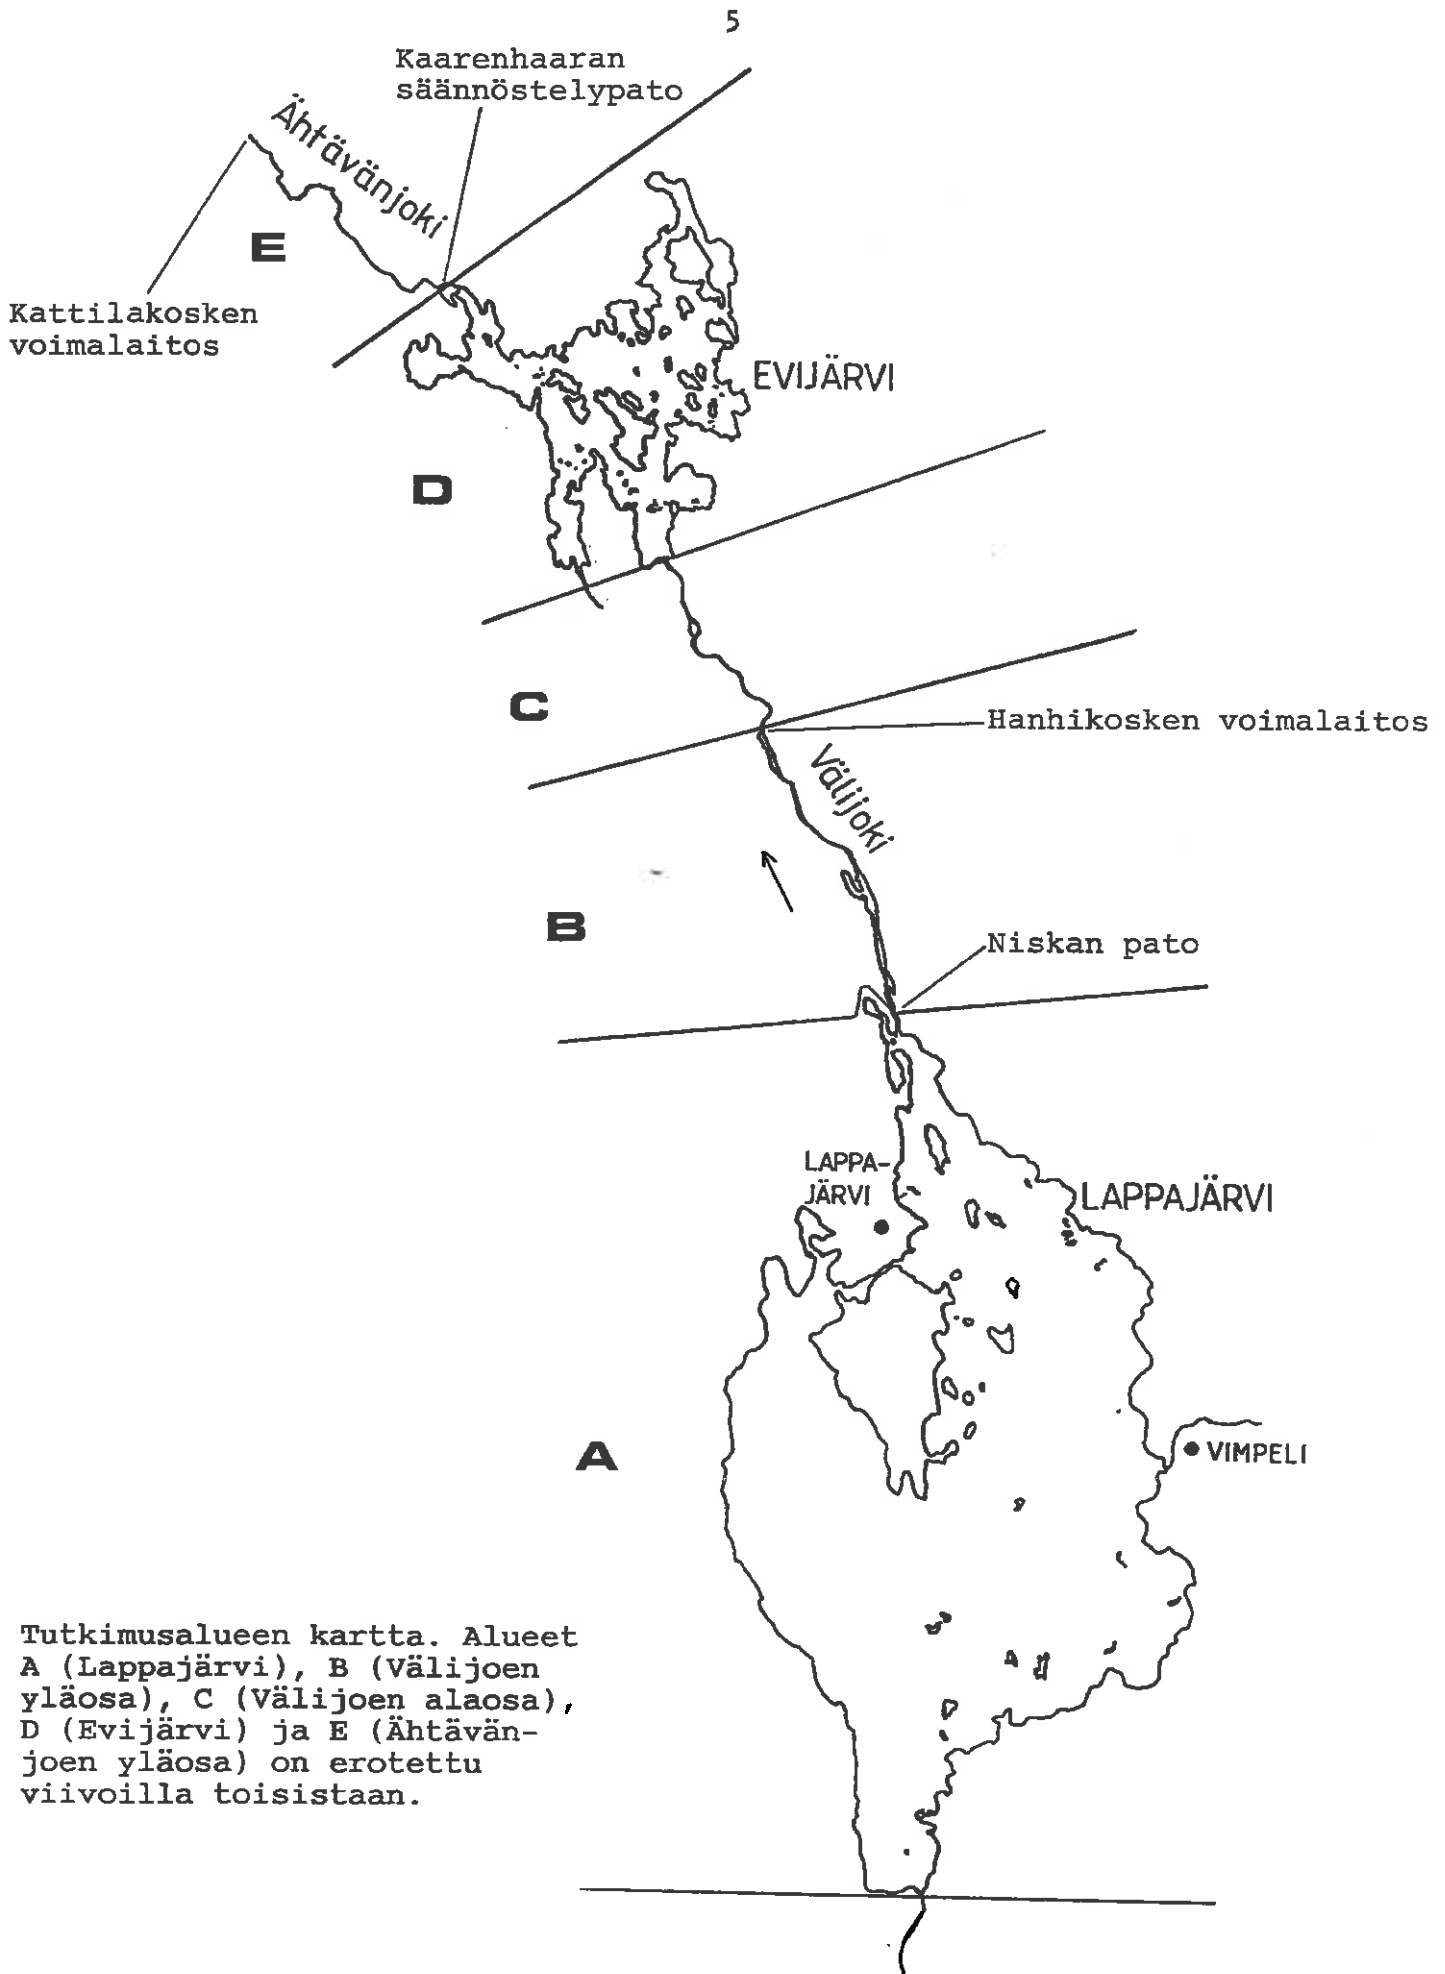 5
Kaarenhaaran
säännöstelypato
Ähtävänjoki
E
Kattilakosken
voimalaitos
EVIJÄRVI
D
C
Hanhikosken voimalaitos
Välijoki
B
Niskan pato
LAPPA-
JÄRVI
LAPPAJÄRVI
A
VIMPELI
Tutkimusalueen kartta. Alueet
A (Lappajärvi), B (Välijoen
yläosa), C (Välijoen alaosa),
D (Evijärvi) ja E (Ähtävän-
joen yläosa) on erotettu
viivoilla toisistaan.